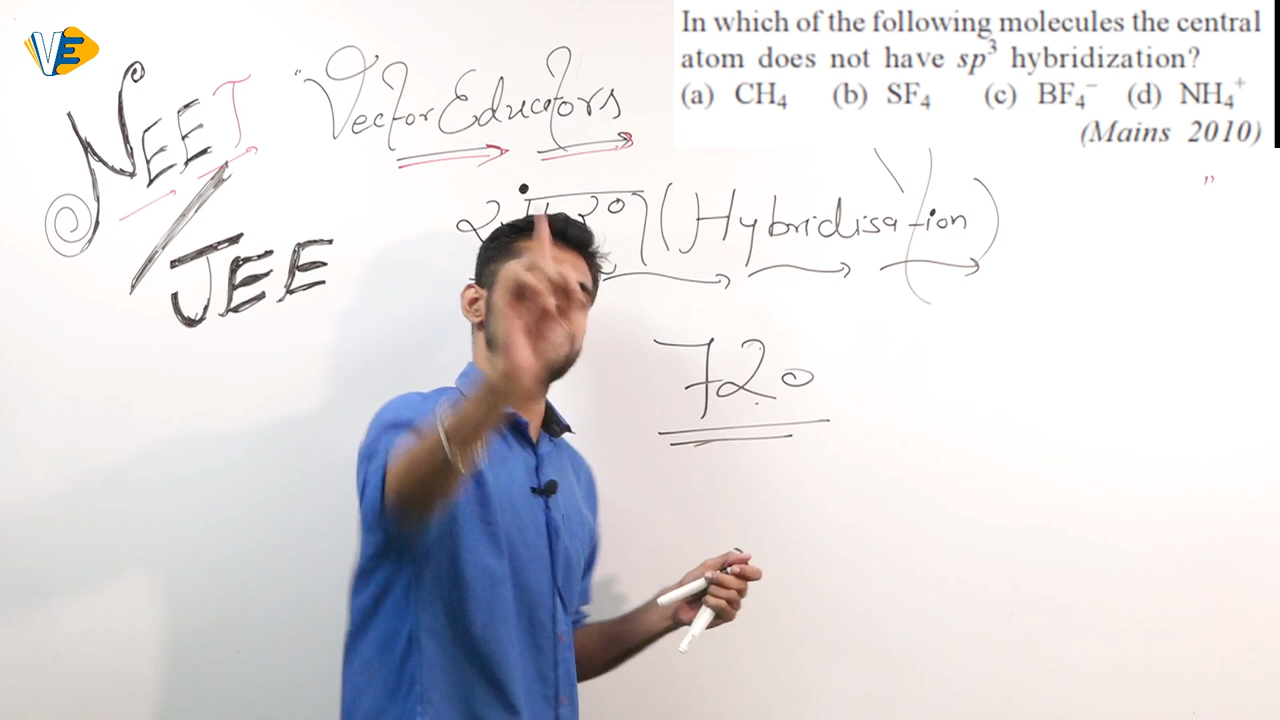 VE
In which of the following molecules the central
atom does not have sp³ hybridization?
(a) CH₄ (b) SF₄ (c) BF₄⁻ (d) NH₄⁺
(Mains 2010)
NEET
/
JEE
"Vector Educators
"
(Hybridisation)
720